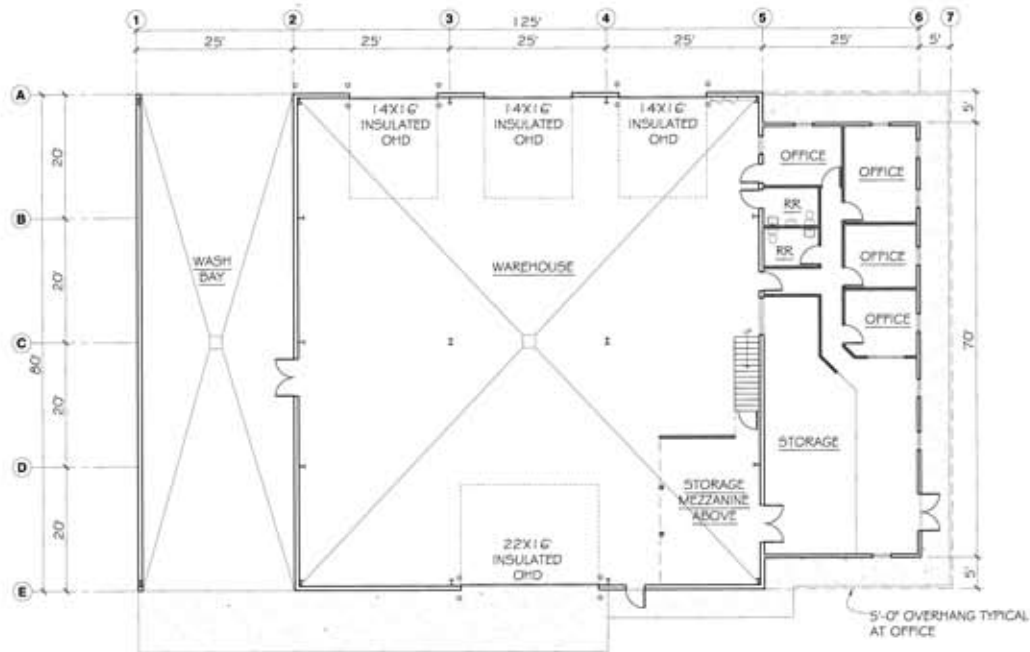 1 2 3 4 5 6 7
125'
25' 25' 25' 25' 25' 5'
A
14X16' 14X16' 14X16'
INSULATED INSULATED INSULATED
OHD OHD OHD
5'
20'
OFFICE
OFFICE
B
RR
WASH
BAY
WAREHOUSE
RR
OFFICE
20'
OFFICE
C
80'
70'
20'
STORAGE
D
STORAGE
MEZZANINE
ABOVE
20'
22X16'
INSULATED
OHD
E
5'
5'-0" OVERHANG TYPICAL
AT OFFICE